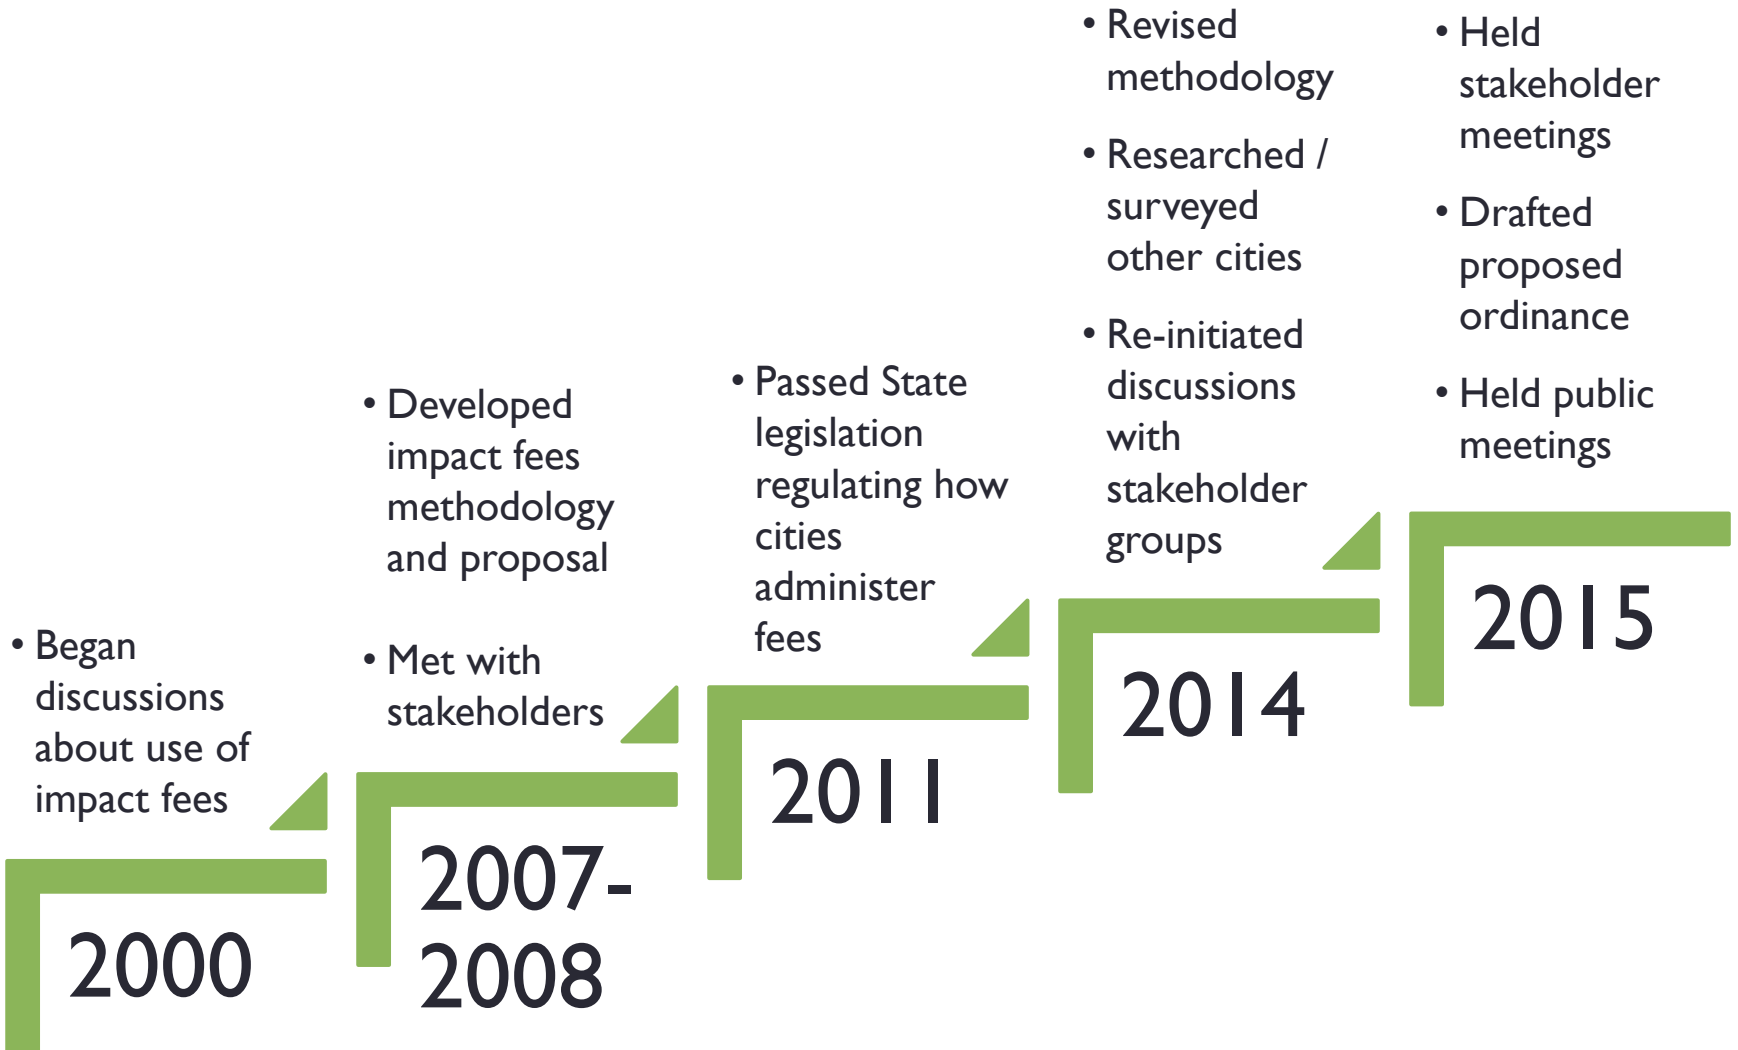 • Began
discussions
about use of
impact fees
2000
• Developed
impact fees
methodology
and proposal
• Met with
stakeholders
2007-
2008
• Passed State
legislation
regulating how
cities
administer
fees
2011
• Revised
methodology
• Researched /
surveyed
other cities
• Re-initiated
discussions
with
stakeholder
groups
2014
• Held
stakeholder
meetings
• Drafted
proposed
ordinance
• Held public
meetings
2015